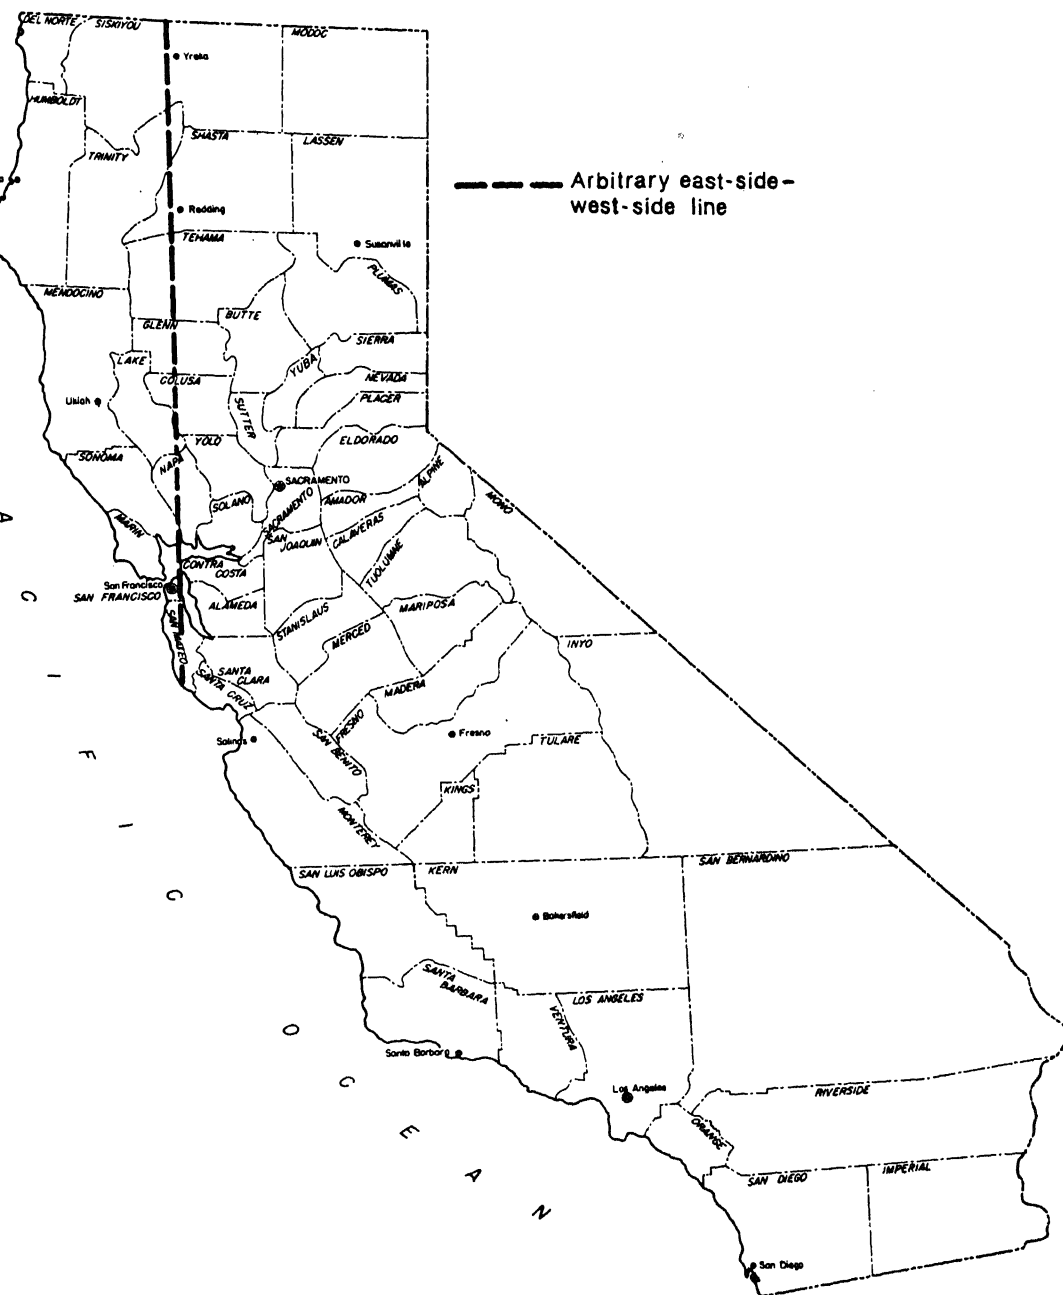 DEL NORTE
SISKIYOU
MODOC
Yreka
HUMBOLDT
SHASTA
LASSEN
TRINITY
Arbitrary east-side-
west-side line
Redding
TEHAMA
Susanville
PLUMAS
MENDOCINO
BUTTE
GLENN
SIERRA
LAKE
YUBA
COLUSA
NEVADA
PLACER
Ukiah
SUTTER
YOLO
ELDORADO
SONOMA
NAPA
ALPINE
SACRAMENTO
SOLANO
SACRAMENTO
AMADOR
MONO
MARIN
SAN
JOAQUIN
CALAVERAS
TUOLUMNE
CONTRA
COSTA
San Francisco
SAN FRANCISCO
ALAMEDA
STANISLAUS
MARIPOSA
SAN MATEO
MERCED
INYO
SANTA
CLARA
SANTA CRUZ
MADERA
FRESNO
Salinas
SAN BENITO
Fresno
TULARE
KINGS
MONTEREY
SAN LUIS OBISPO
KERN
SAN BERNARDINO
Bakersfield
SANTA
BARBARA
VENTURA
LOS ANGELES
Santa Barbara
Los Angeles
RIVERSIDE
ORANGE
SAN DIEGO
IMPERIAL
San Diego
A C I F I C
O C E A N